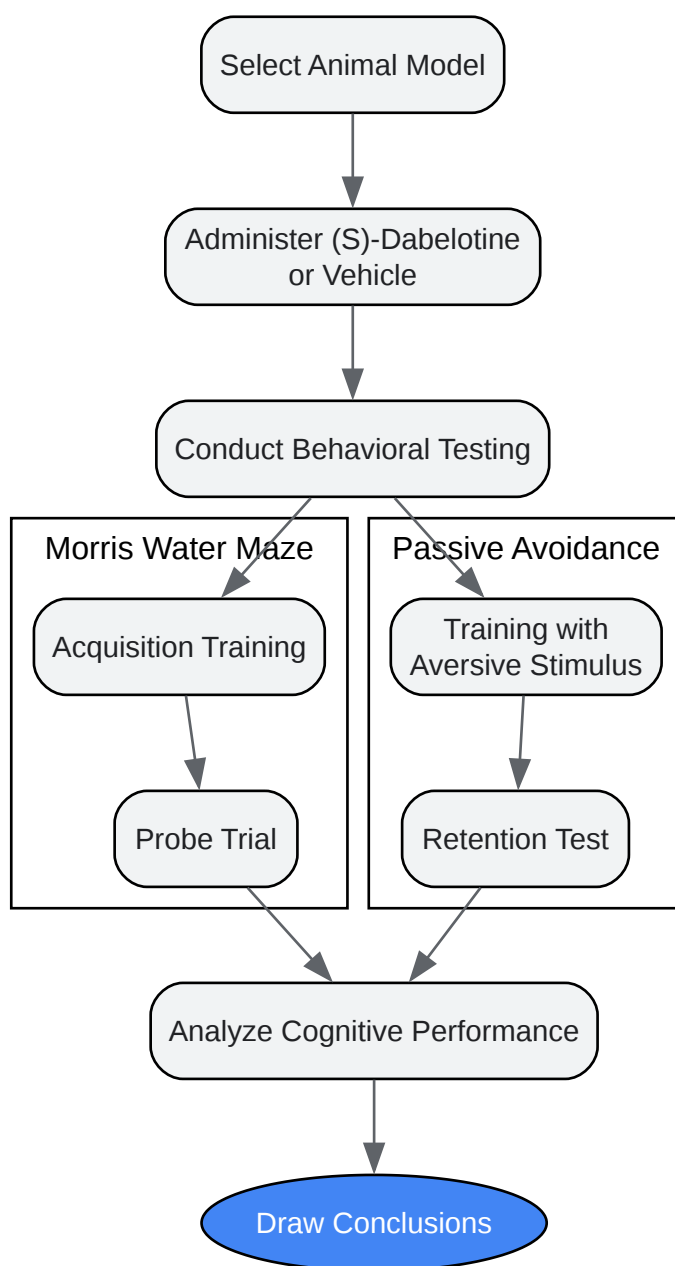 Select Animal Model
Administer (S)-Dabelotine
or Vehicle
Conduct Behavioral Testing
Morris Water Maze
Acquisition Training
Probe Trial
Passive Avoidance
Training with
Aversive Stimulus
Retention Test
Analyze Cognitive Performance
Draw Conclusions